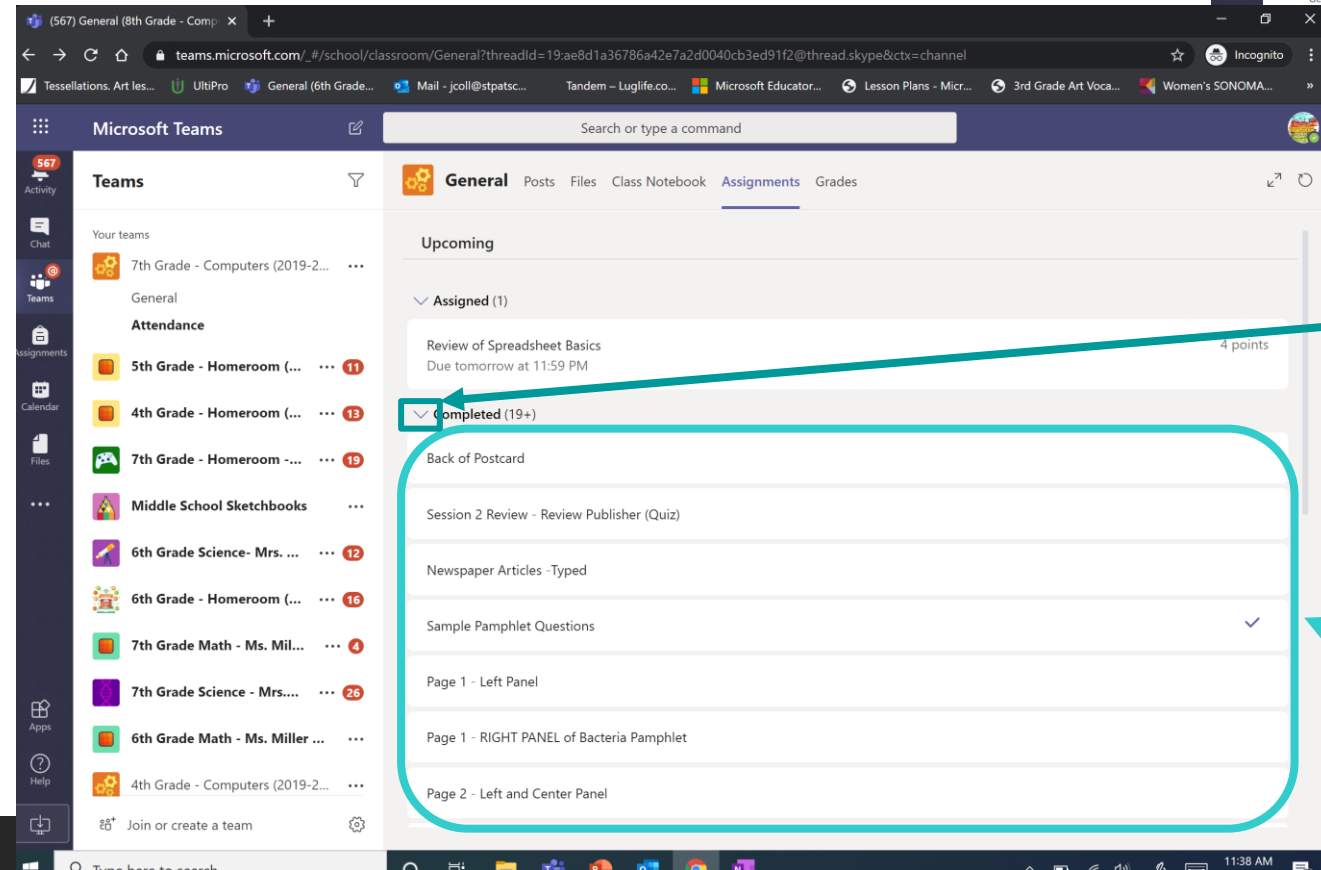 (567) General (8th Grade - Comp
teams.microsoft.com/_#/school/classroom/General?threadId=19:ae8d1a36786a42e7a2d0040cb3ed91f2@thread.skype&ctx=channel
Incognito
Tessellations. Art les... UltiPro General (6th Grade... Mail - jcoll@stpatsc... Tandem – Luglife.co... Microsoft Educator... Lesson Plans - Micr... 3rd Grade Art Voca... Women's SONOMA... »
Microsoft Teams
Search or type a command
567
Activity
Chat
Teams
Assignments
Calendar
Files
...
Apps
Help
Teams
Your teams
7th Grade - Computers (2019-2... ...
General
Attendance
5th Grade - Homeroom (... ... 11
4th Grade - Homeroom (... ... 13
7th Grade - Homeroom -... ... 19
Middle School Sketchbooks ...
6th Grade Science- Mrs. ... ... 12
6th Grade - Homeroom (... ... 16
7th Grade Math - Ms. Mil... ... 4
7th Grade Science - Mrs.... ... 26
6th Grade Math - Ms. Miller ... ...
4th Grade - Computers (2019-2... ...
Join or create a team
General Posts Files Class Notebook Assignments Grades
Upcoming
Assigned (1)
Review of Spreadsheet Basics 4 points
Due tomorrow at 11:59 PM
Completed (19+)
Back of Postcard
Session 2 Review - Review Publisher (Quiz)
Newspaper Articles -Typed
Sample Pamphlet Questions
Page 1 - Left Panel
Page 1 - RIGHT PANEL of Bacteria Pamphlet
Page 2 - Left and Center Panel
Type here to search
11:38 AM